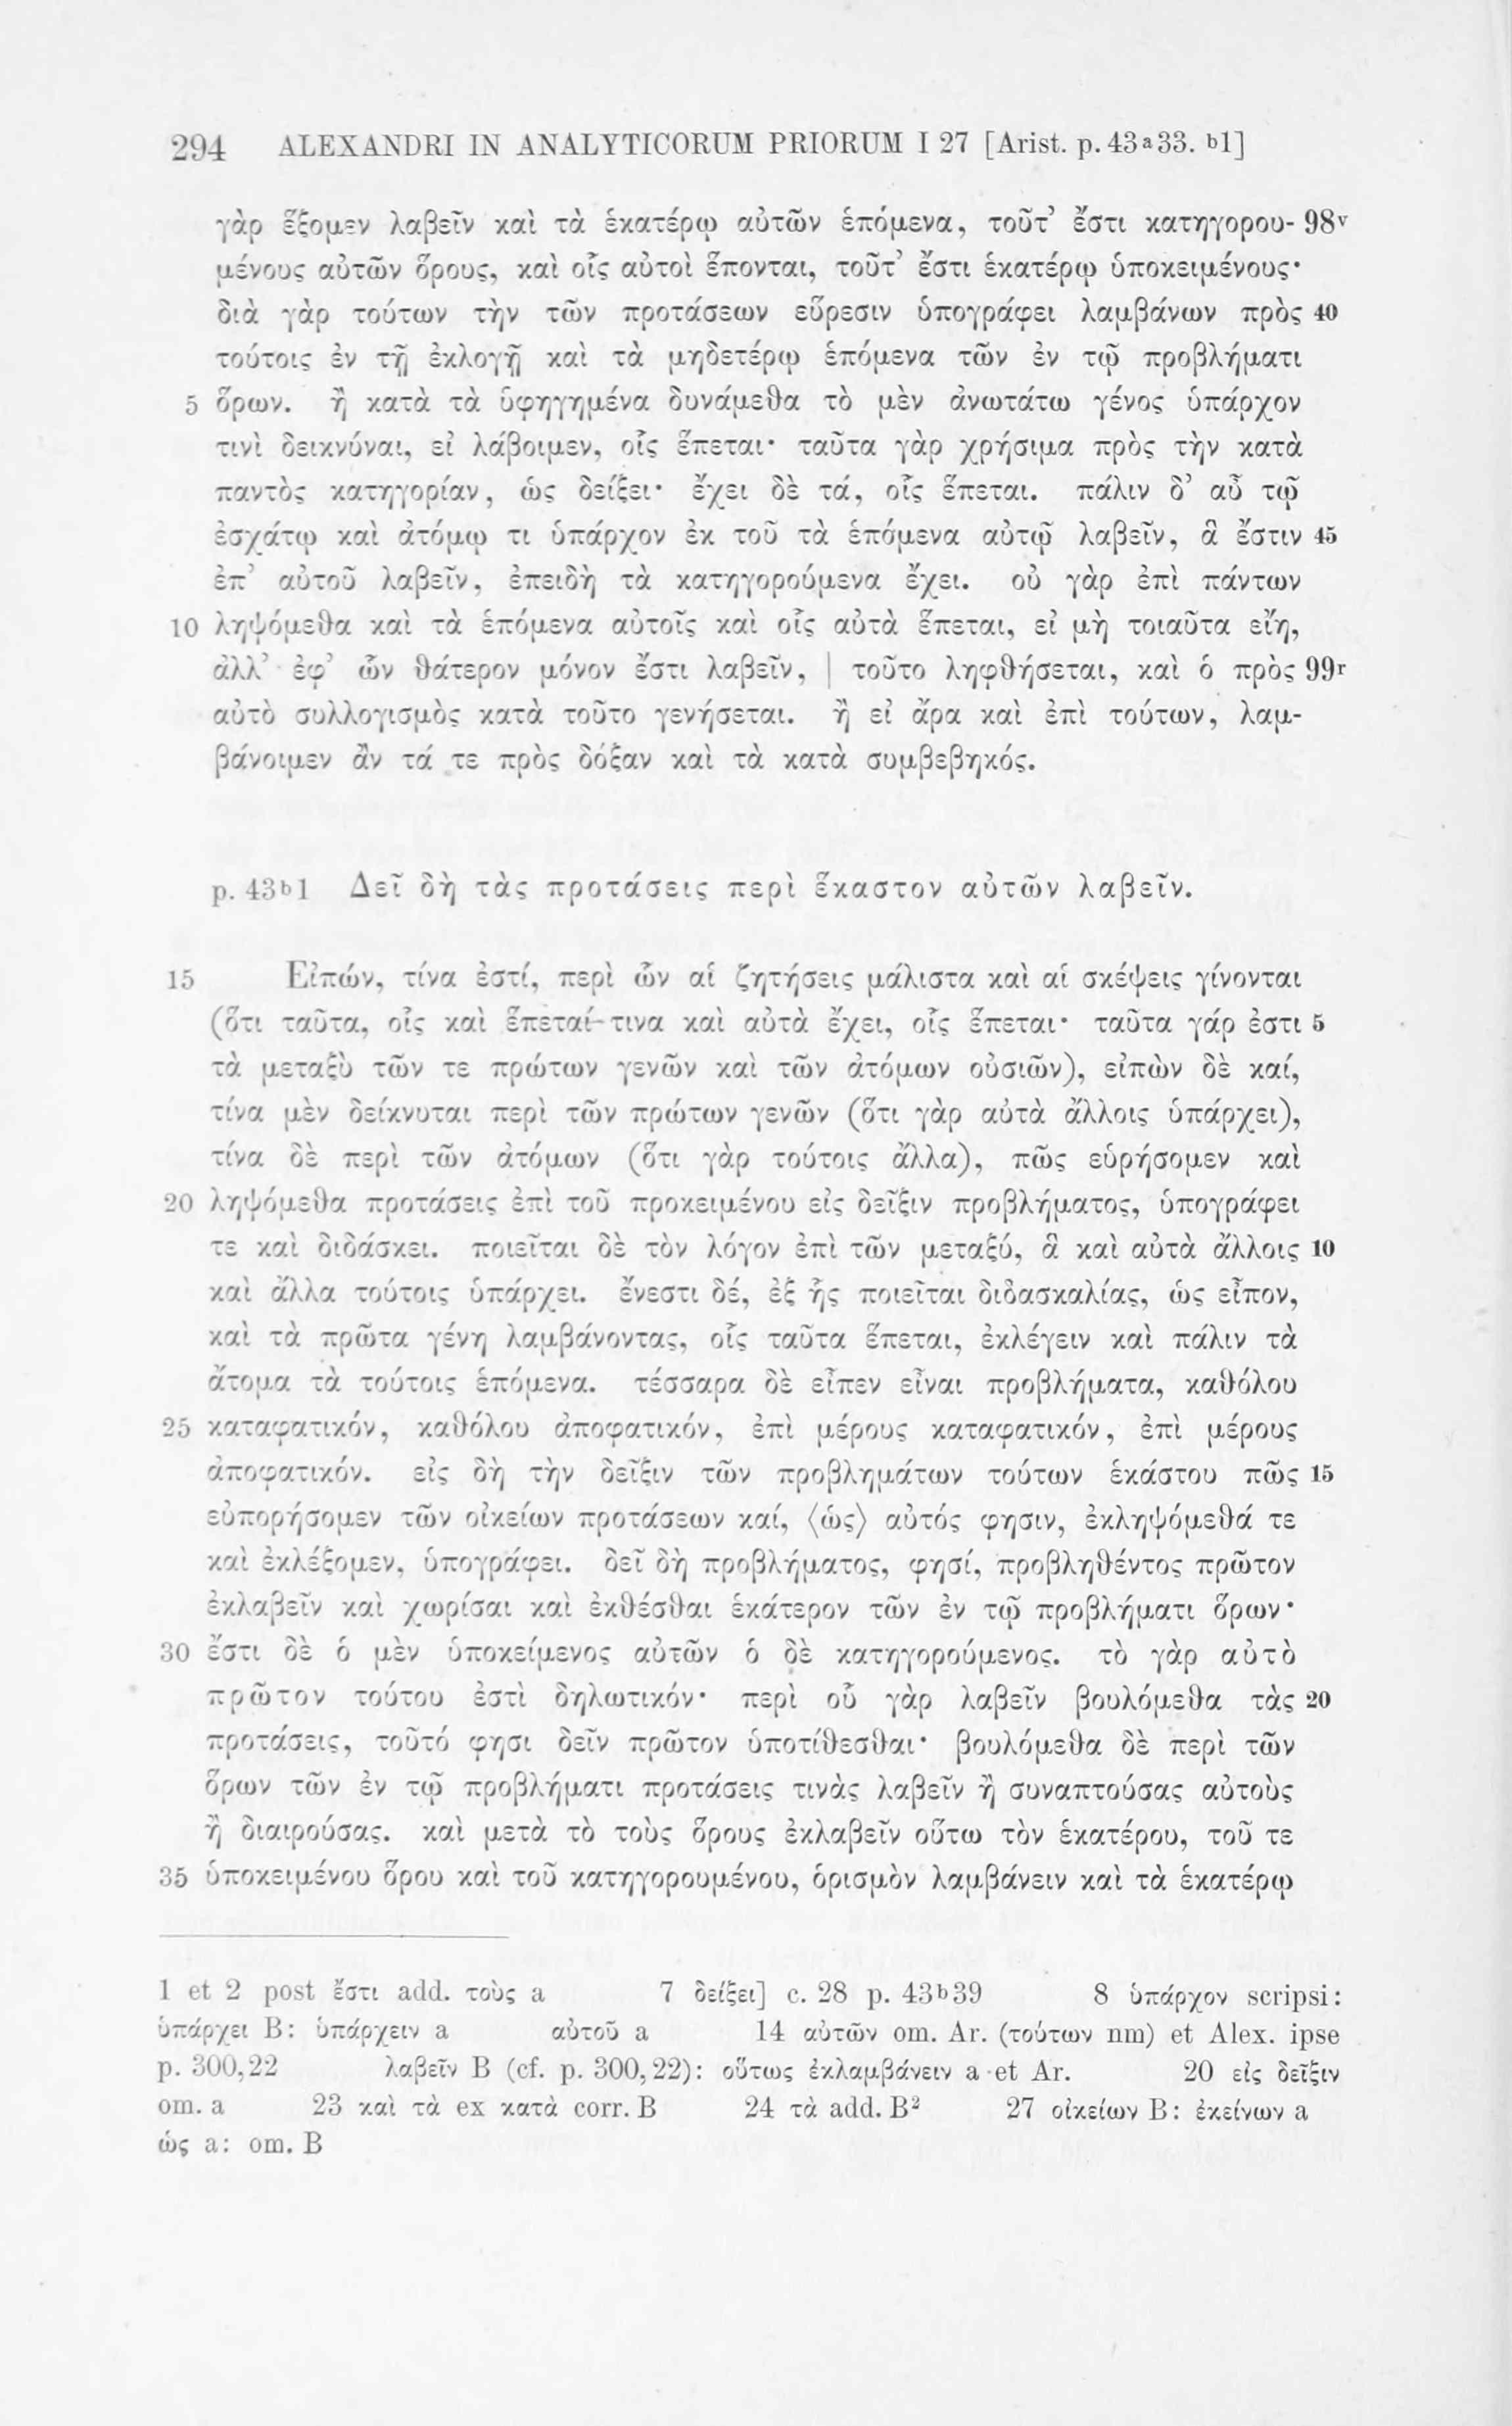 294 ALEXANDRI IN ANALYTICORUM PRIORUM I 27 [Arist. p. 43a33. b1]
γὰρ ἕξομεν λαβεῖν καὶ τὰ ἑκατέρῳ αὐτῶν ἑπόμενα, τοῦτ’ ἔστι κατηγορου- 98v
μένους αὐτῶν ὅρους, καὶ οἷς αὐτοὶ ἕπονται, τοῦτ’ ἔστι ἑκατέρῳ ὑποκειμένους·
διὰ γὰρ τούτων τὴν τῶν προτάσεων εὕρεσιν ὑπογράφει λαμβάνων πρὸς 40
τούτοις ἐν τῇ ἐκλογῇ καὶ τὰ μηδετέρῳ ἑπόμενα τῶν ἐν τῷ προβλήματι
5 ὅρων. ἢ κατὰ τὰ ὑφηγημένα δυνάμεθα τὸ μὲν ἀνωτάτω γένος ὑπάρχον
τινὶ δεικνύναι, εἰ λάβοιμεν, οἷς ἕπεται· ταῦτα γὰρ χρήσιμα πρὸς τὴν κατὰ
παντὸς κατηγορίαν, ὡς δείξει· ἔχει δὲ τά, οἷς ἕπεται. πάλιν δ’ αὖ τῷ
ἐσχάτῳ καὶ ἀτόμῳ τι ὑπάρχον ἐκ τοῦ τὰ ἑπόμενα αὐτῷ λαβεῖν, ἃ ἔστιν 45
ἐπ’ αὐτοῦ λαβεῖν, ἐπειδὴ τὰ κατηγορούμενα ἔχει. οὐ γὰρ ἐπὶ πάντων
10 ληψόμεθα καὶ τὰ ἑπόμενα αὐτοῖς καὶ οἷς αὐτὰ ἕπεται, εἰ μὴ τοιαῦτα εἴη,
ἀλλ’ ἐφ’ ὧν θάτερον μόνον ἔστι λαβεῖν, | τοῦτο ληφθήσεται, καὶ ὁ πρὸς 99r
αὐτὸ συλλογισμὸς κατὰ τοῦτο γενήσεται. ἢ εἰ ἄρα καὶ ἐπὶ τούτων, λαμ-
βάνοιμεν ἂν τά τε πρὸς δόξαν καὶ τὰ κατὰ συμβεβηκός.
p. 43b1 Δεῖ δὴ τὰς προτάσεις περὶ ἕκαστον αὐτῶν λαβεῖν.
15 Εἰπών, τίνα ἐστί, περὶ ὧν αἱ ζητήσεις μάλιστα καὶ αἱ σκέψεις γίνονται
(ὅτι ταῦτα, οἷς καὶ ἕπεταί τινα καὶ αὐτὰ ἔχει, οἷς ἕπεται· ταῦτα γάρ ἐστι 5
τὰ μεταξὺ τῶν τε πρώτων γενῶν καὶ τῶν ἀτόμων οὐσιῶν), εἰπὼν δὲ καί,
τίνα μὲν δείκνυται περὶ τῶν πρώτων γενῶν (ὅτι γὰρ αὐτὰ ἄλλοις ὑπάρχει),
τίνα δὲ περὶ τῶν ἀτόμων (ὅτι γὰρ τούτοις ἄλλα), πῶς εὑρήσομεν καὶ
20 ληψόμεθα προτάσεις ἐπὶ τοῦ προκειμένου εἰς δεῖξιν προβλήματος, ὑπογράφει
τε καὶ διδάσκει. ποιεῖται δὲ τὸν λόγον ἐπὶ τῶν μεταξύ, ἃ καὶ αὐτὰ ἄλλοις 10
καὶ ἄλλα τούτοις ὑπάρχει. ἔνεστι δέ, ἐξ ἧς ποιεῖται διδασκαλίας, ὡς εἶπον,
καὶ τὰ πρῶτα γένη λαμβάνοντας, οἷς ταῦτα ἕπεται, ἐκλέγειν καὶ πάλιν τὰ
ἄτομα τὰ τούτοις ἑπόμενα. τέσσαρα δὲ εἶπεν εἶναι προβλήματα, καθόλου
25 καταφατικόν, καθόλου ἀποφατικόν, ἐπὶ μέρους καταφατικόν, ἐπὶ μέρους
ἀποφατικόν. εἰς δὴ τὴν δεῖξιν τῶν προβλημάτων τούτων ἑκάστου πῶς 15
εὐπορήσομεν τῶν οἰκείων προτάσεων καί, ⟨ὡς⟩ αὐτός φησιν, ἐκληψόμεθά τε
καὶ ἐκλέξομεν, ὑπογράφει. δεῖ δὴ προβλήματος, φησί, προβληθέντος πρῶτον
ἐκλαβεῖν καὶ χωρίσαι καὶ ἐκθέσθαι ἑκάτερον τῶν ἐν τῷ προβλήματι ὅρων·
30 ἔστι δὲ ὁ μὲν ὑποκείμενος αὐτῶν ὁ δὲ κατηγορούμενος. τὸ γὰρ αὐτὸ
πρῶτον τούτου ἐστὶ δηλωτικόν· περὶ οὗ γὰρ λαβεῖν βουλόμεθα τὰς 20
προτάσεις, τοῦτό φησι δεῖν πρῶτον ὑποτίθεσθαι· βουλόμεθα δὲ περὶ τῶν
ὅρων τῶν ἐν τῷ προβλήματι προτάσεις τινὰς λαβεῖν ἢ συναπτούσας αὐτοὺς
ἢ διαιρούσας. καὶ μετὰ τὸ τοὺς ὅρους ἐκλαβεῖν οὕτω τὸν ἑκατέρου, τοῦ τε
35 ὑποκειμένου ὅρου καὶ τοῦ κατηγορουμένου, ὁρισμὸν λαμβάνειν καὶ τὰ ἑκατέρῳ
1 et 2 post ἔστι add. τοὺς a 7 δείξει] c. 28 p. 43b39 8 ὑπάρχον scripsi:
ὑπάρχει B: ὑπάρχειν a αὐτοῦ a 14 αὐτῶν om. Ar. (τούτων nm) et Alex. ipse
p. 300,22 λαβεῖν B (cf. p. 300,22): οὕτως ἐκλαμβάνειν a et Ar. 20 εἰς δεῖξιν
om. a 23 καὶ τὰ ex κατὰ corr. B 24 τὰ add. B² 27 οἰκείων B: ἐκείνων a
ὡς a: om. B